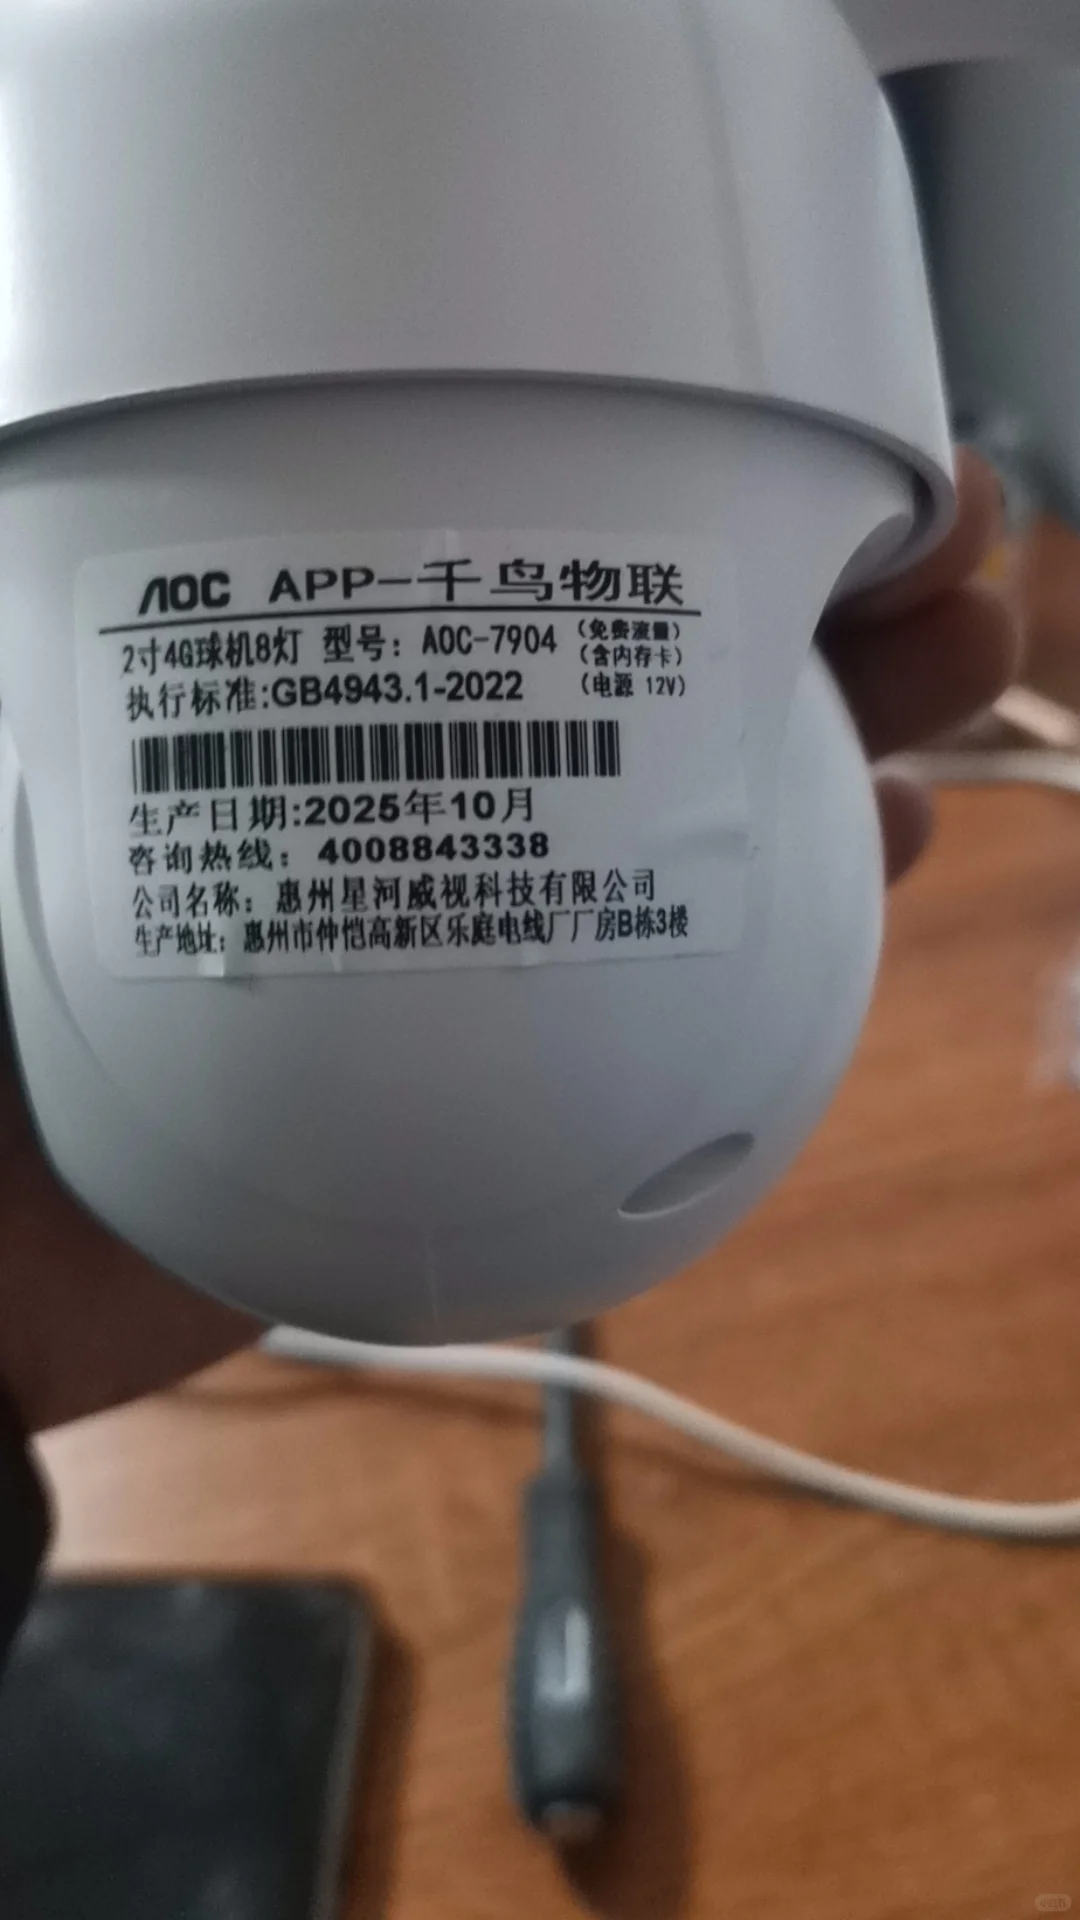 AOC APP-千鸟物联
2寸4G球机8灯 型号：AOC-7904 （免费流量）
（含内存卡）
执行标准:GB4943.1-2022 （电源 12V）
生产日期:2025年10月
咨询热线：4008843338
公司名称：惠州星河威视科技有限公司
生产地址：惠州市仲恺高新区乐庭电线厂厂房B栋3楼